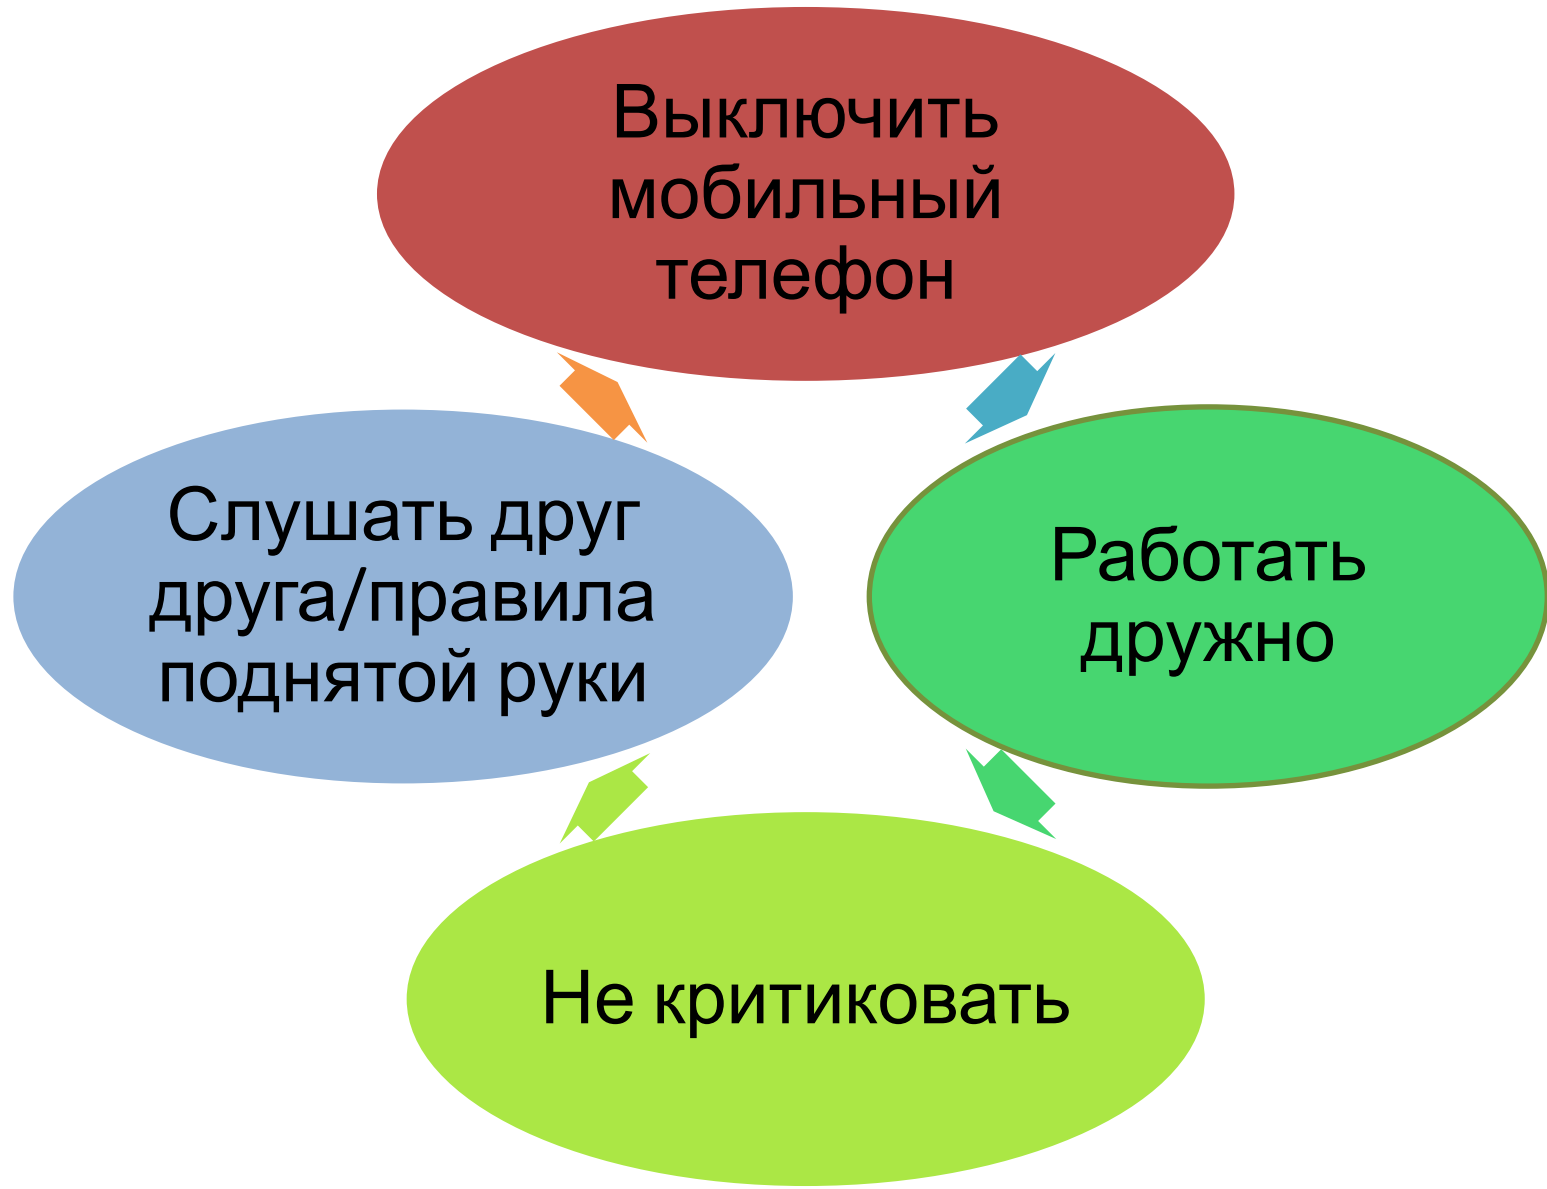 Выключить
мобильный
телефон
Слушать друг
друга/правила
поднятой руки
Работать
дружно
Не критиковать